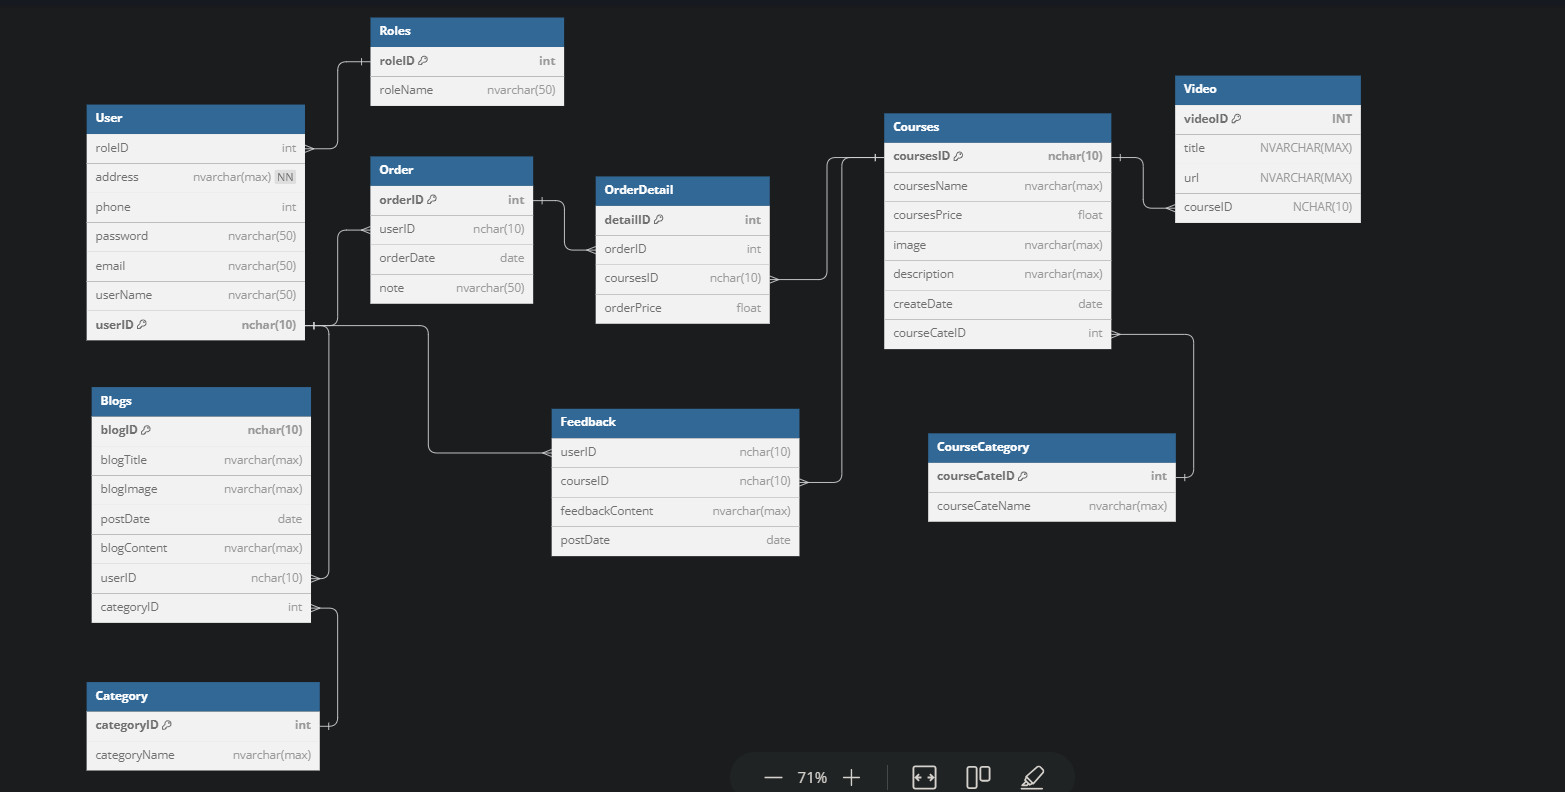 Roles
roleID int
roleName nvarchar(50)
User
roleID int
address nvarchar(max) NN
phone int
password nvarchar(50)
email nvarchar(50)
userName nvarchar(50)
userID nchar(10)
Order
orderID int
userID nchar(10)
orderDate date
note nvarchar(50)
OrderDetail
detailID int
orderID int
coursesID nchar(10)
orderPrice float
Courses
coursesID nchar(10)
coursesName nvarchar(max)
coursesPrice float
image nvarchar(max)
description nvarchar(max)
createDate date
courseCateID int
Video
videoID INT
title NVARCHAR(MAX)
url NVARCHAR(MAX)
courseID NCHAR(10)
Blogs
blogID nchar(10)
blogTitle nvarchar(max)
blogImage nvarchar(max)
postDate date
blogContent nvarchar(max)
userID nchar(10)
categoryID int
Feedback
userID nchar(10)
courseID nchar(10)
feedbackContent nvarchar(max)
postDate date
CourseCategory
courseCateID int
courseCateName nvarchar(max)
Category
categoryID int
categoryName nvarchar(max)
71%